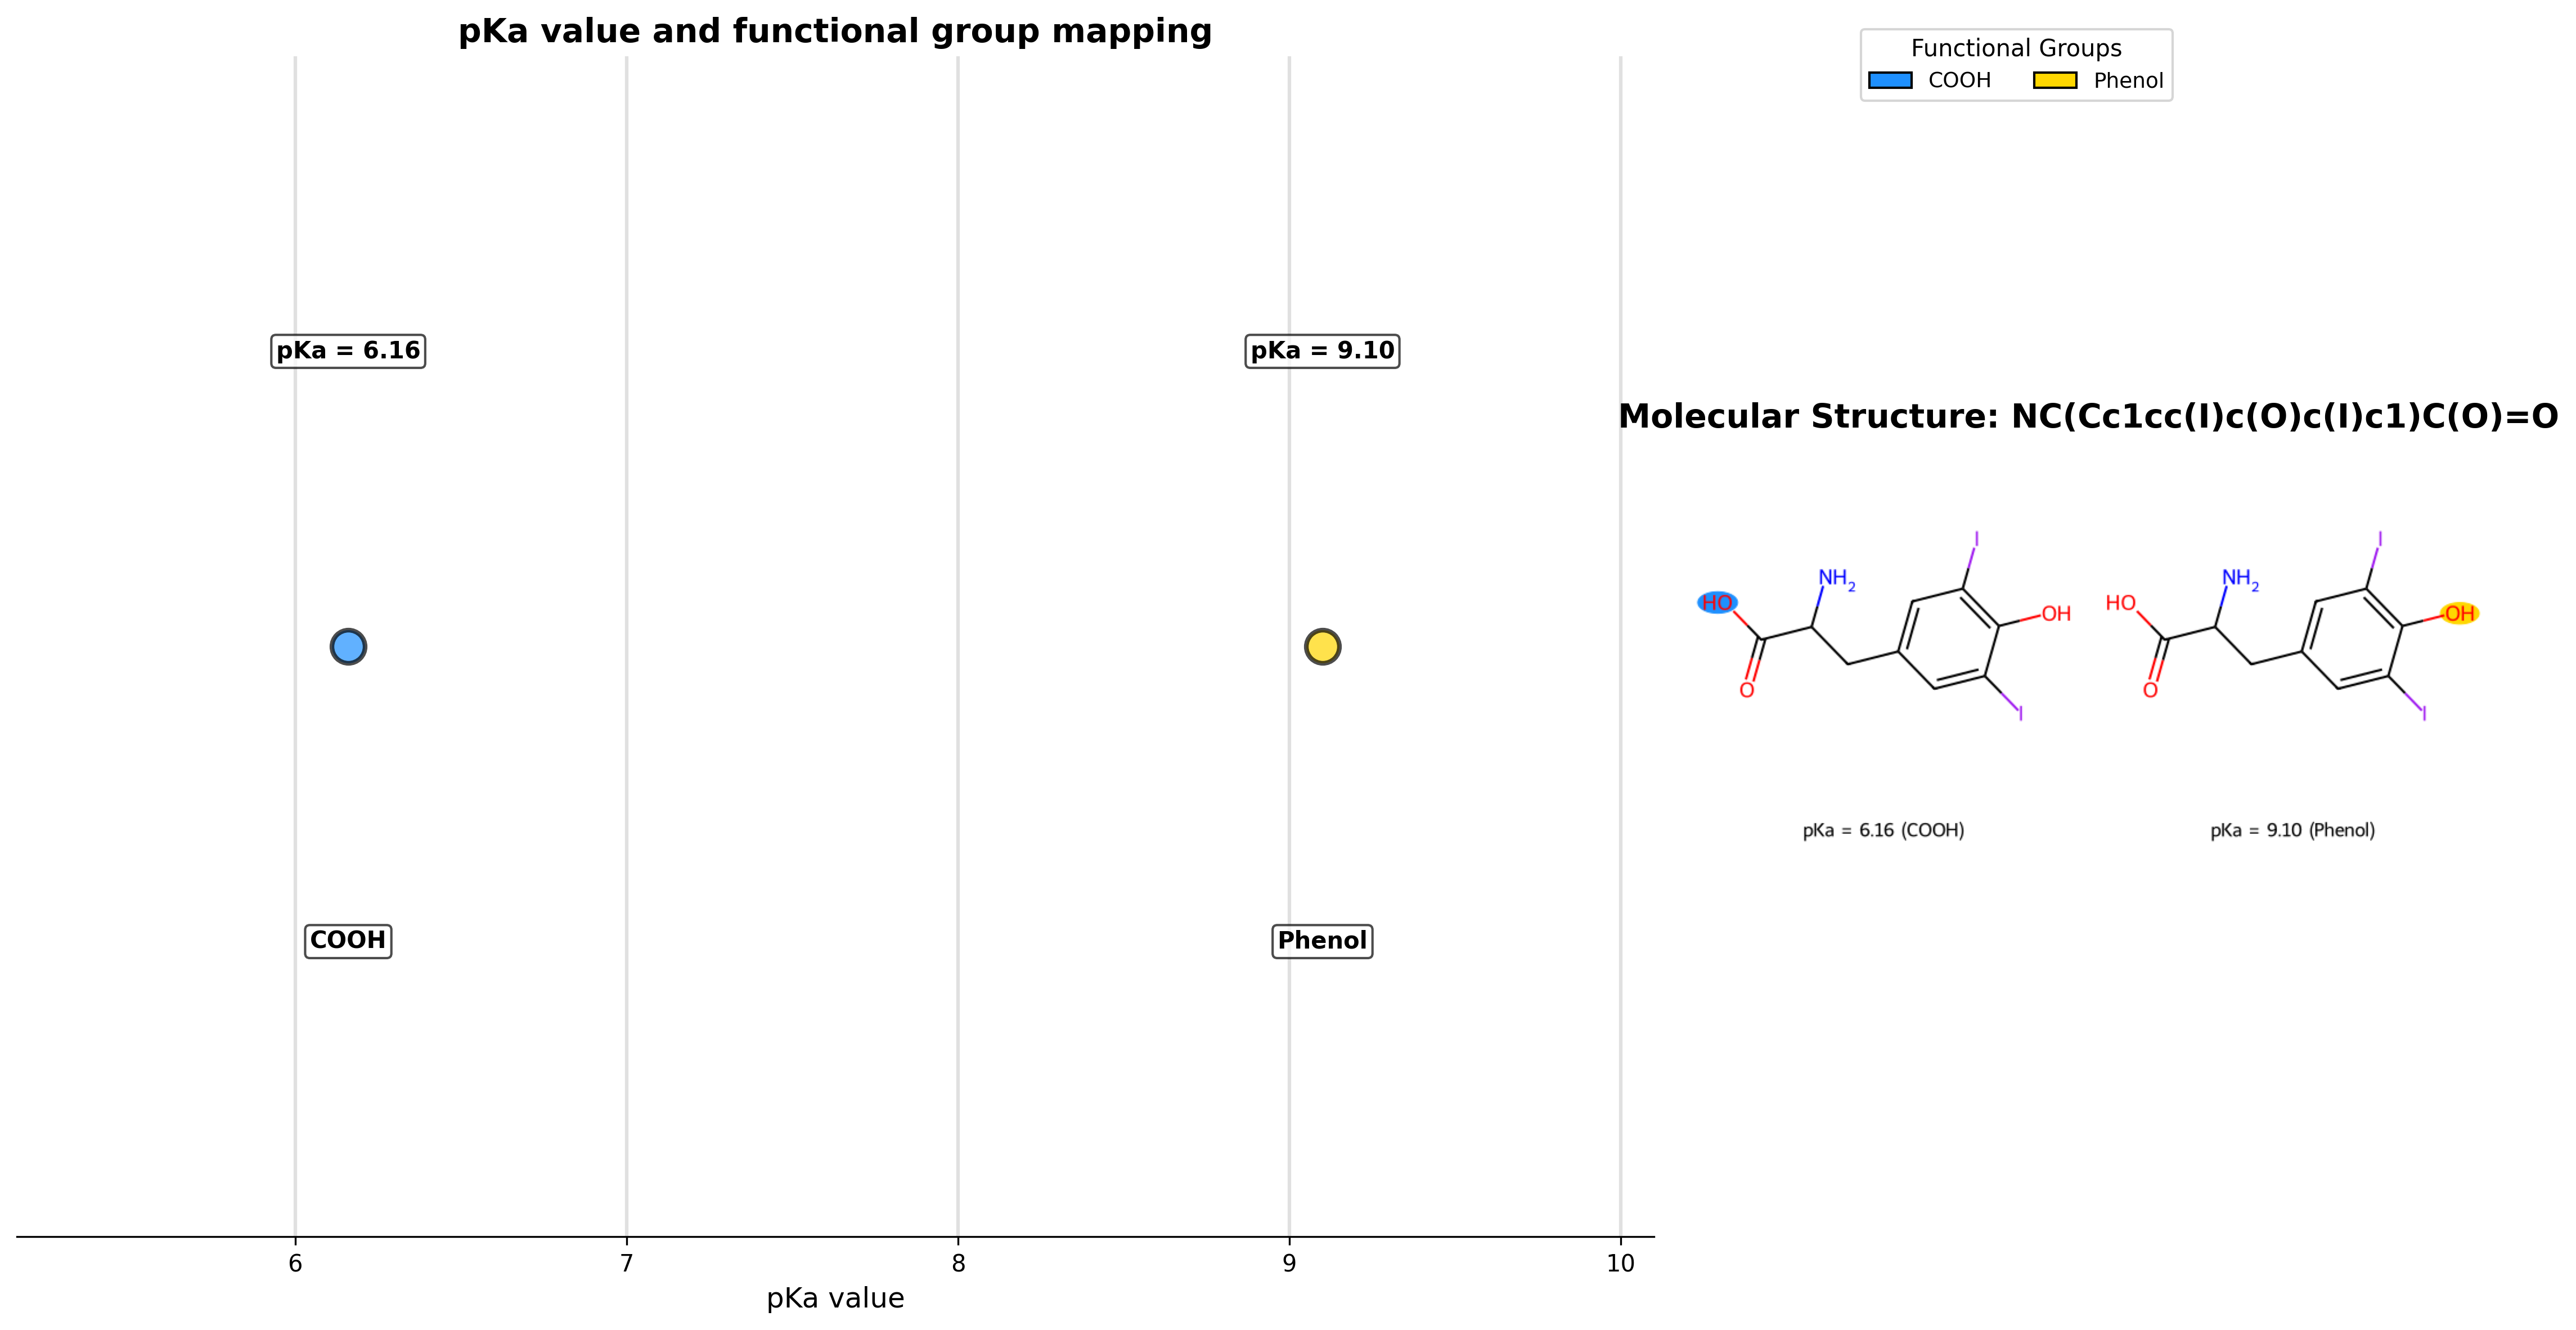 pKa value and functional group mapping
Functional Groups
COOH
Phenol
pKa = 6.16
pKa = 9.10
COOH
Phenol
6
7
8
9
10
pKa value
Molecular Structure: NC(Cc1cc(I)c(O)c(I)c1)C(O)=O
I
NH2
HO
OH
O
I
pKa = 6.16 (COOH)
I
NH2
HO
OH
O
I
pKa = 9.10 (Phenol)